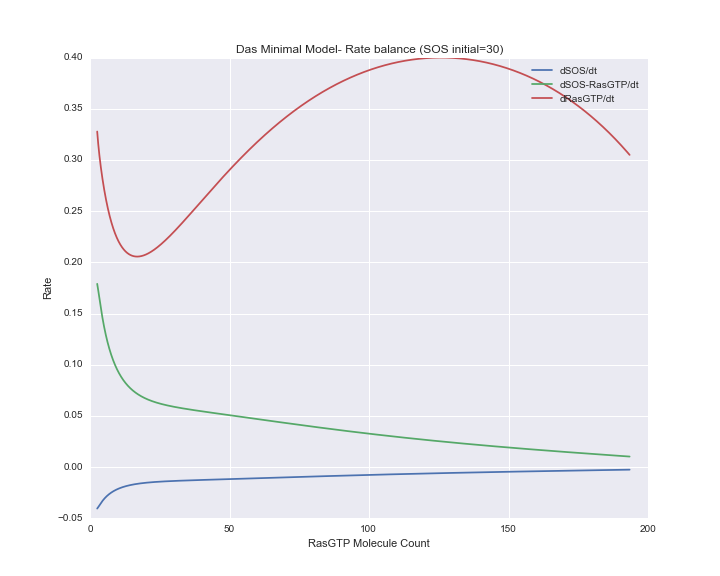 Das Minimal Model- Rate balance (SOS initial=30)
0.40
0.35
0.30
0.25
0.20
0.15
0.10
0.05
0.00
−0.05
Rate
dSOS/dt
dSOS-RasGTP/dt
dRasGTP/dt
0
50
100
150
200
RasGTP Molecule Count